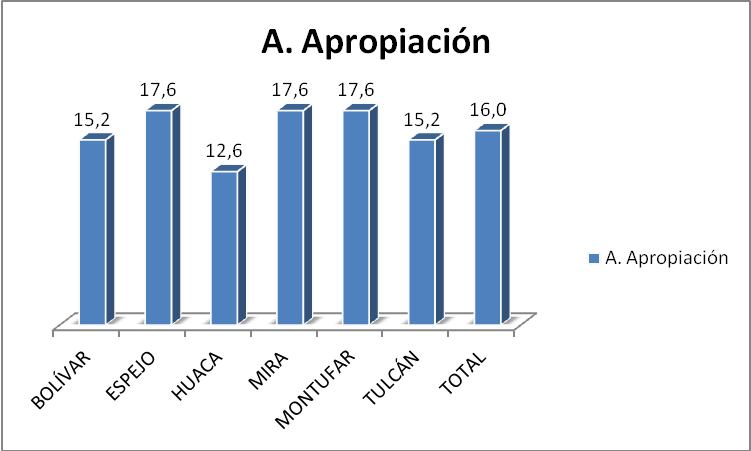 A. Apropiación
15,2
17,6
12,6
17,6
17,6
15,2
16,0
A. Apropiación
BOLÍVAR
ESPEJO
HUACA
MIRA
MONTUFAR
TULCÁN
TOTAL